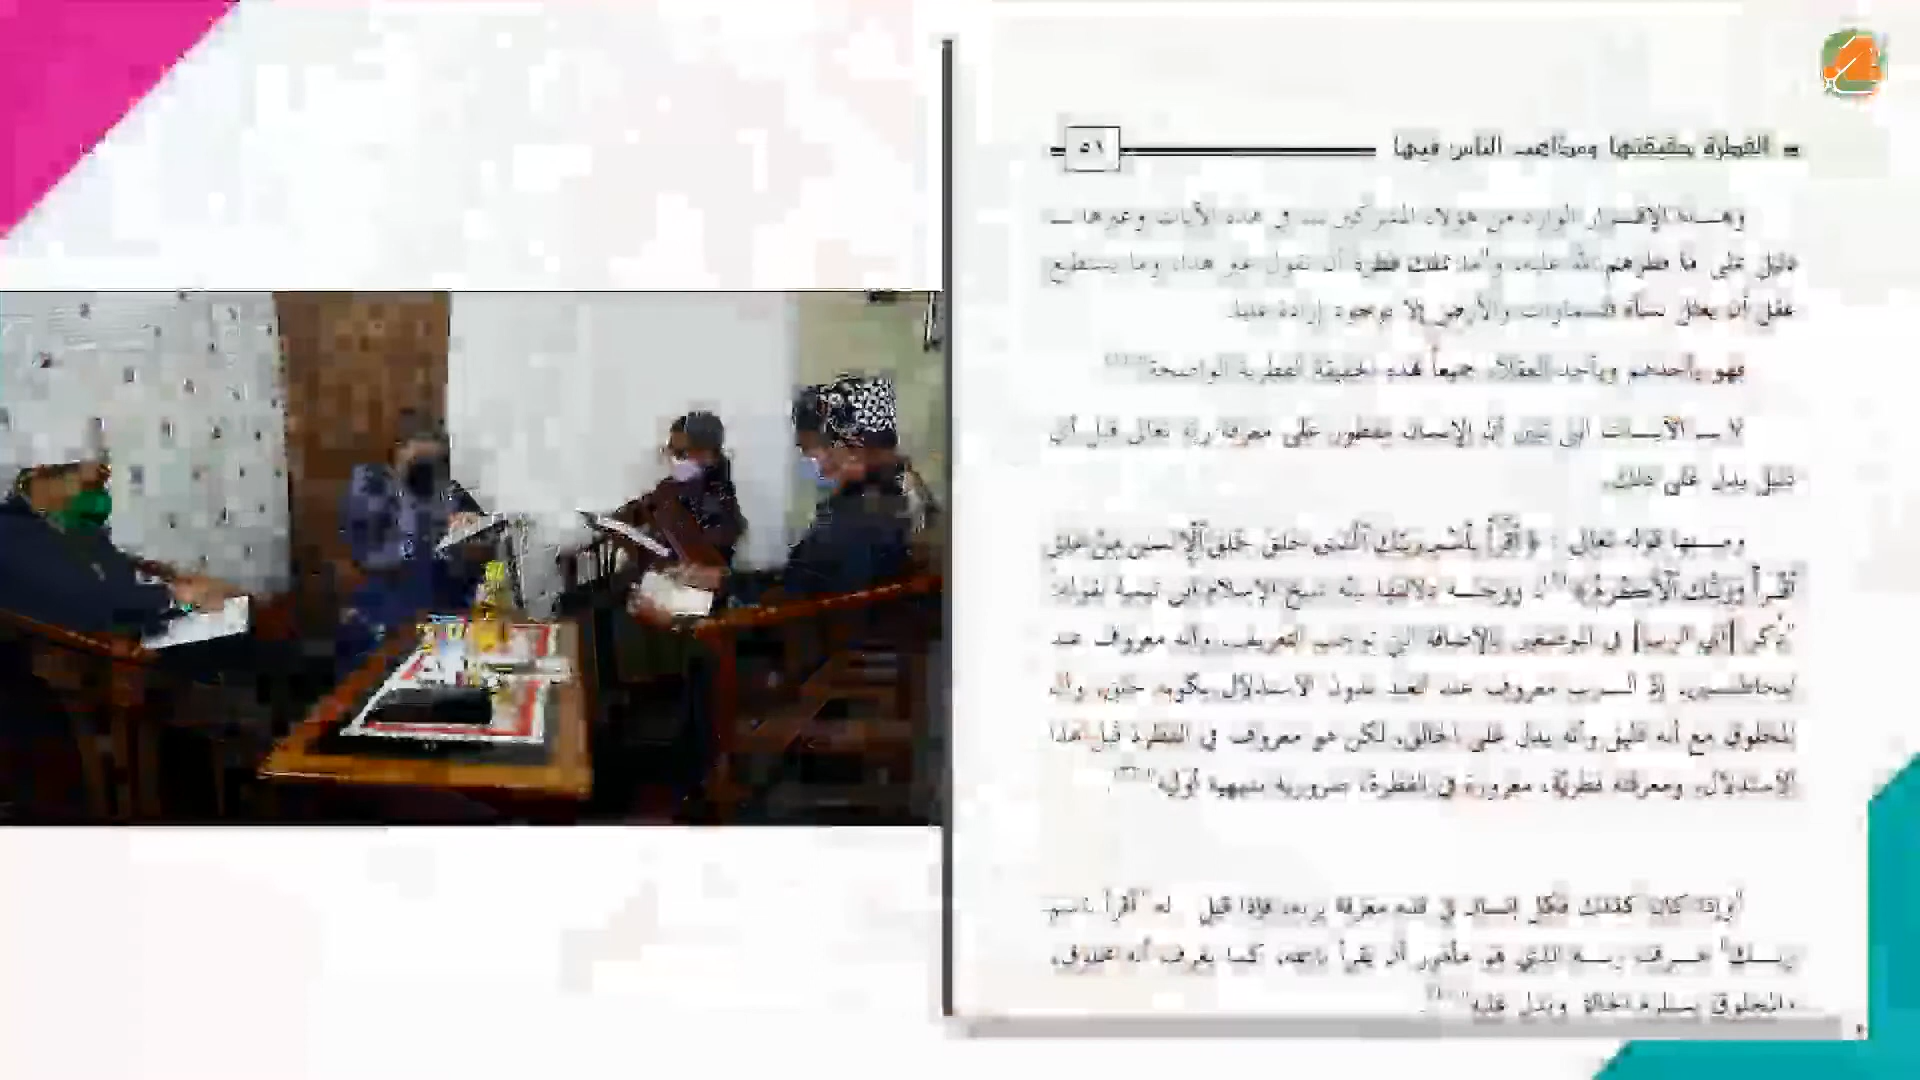 الفطرة حقيقتها ومذاهب الناس فيها
٥١
وهذا الإقرار الوارد من هؤلاء المشركين ـ في هذه الآيات وغيرها ـ
دليل على ما فطرهم الله عليه، و"ما تملك فطرة أن تقول غير هذا، وما يستطيع
عقل أن يعلل نشأة السماوات والأرض إلا بوجود إرادة عليا.
فهو يأخذهم ويأخذ العقلاء جميعاً بهذه الحقيقة الفطرية الواضحة"
٧ ـ الآيات التي تبين أن الإنسان مفطور على معرفة ربه تعالى قبل أي
دليل يدل على ذلك.
ومنها قوله تعالى : ﴿ٱقۡرَأۡ بِٱسۡمِ رَبِّكَ ٱلَّذِي خَلَقَ خَلَقَ ٱلۡإِنسَٰنَ مِنۡ عَلَقٍ
ٱقۡرَأۡ وَرَبُّكَ ٱلۡأَكۡرَمُ﴾، ووجه دلالتها بينه شيخ الإسلام ابن تيمية بقوله:
"ذكر [أي الرب] في الموضعين بالإضافة التي توجب التعريف، وأنه معروف عند
المخاطبين، إذ الرب معروف عند العبد بدون الاستدلال بكونه خلق، وأن
المخلوق مع أنه دليل وأنه يدل على الخالق، لكن هو معروف في الفطرة قبل هذا
الاستدلال، ومعرفته فطرية، مغروزة في الفطرة، ضرورية بديهية أولية"
"وإذا كان كذلك فكل إنسان في قلبه معرفة بربه، فإذا قيل له "اقرأ باسم
ربك" عرف ربه الذي هو مأمور أن يقرأ باسمه، كما يعرف أنه مخلوق،
والمخلوق يستلزم الخالق ويدل عليه"